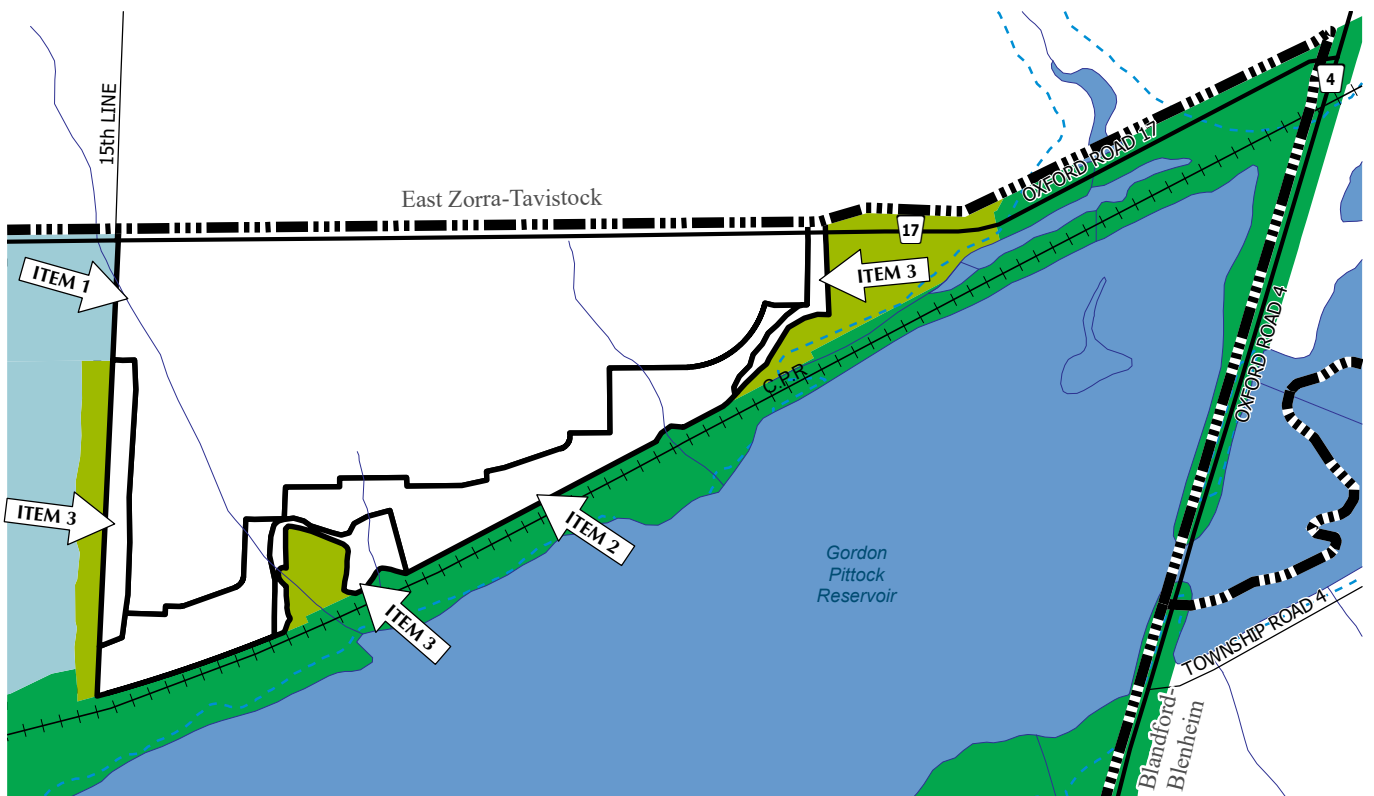 4
15th LINE
OXFORD ROAD 17
East Zorra-Tavistock
17
ITEM 1
ITEM 3
C.P.R
OXFORD ROAD 4
ITEM 3
ITEM 2
Gordon
Pittock
Reservoir
ITEM 3
TOWNSHIP ROAD 4
Blandford-
Blenheim